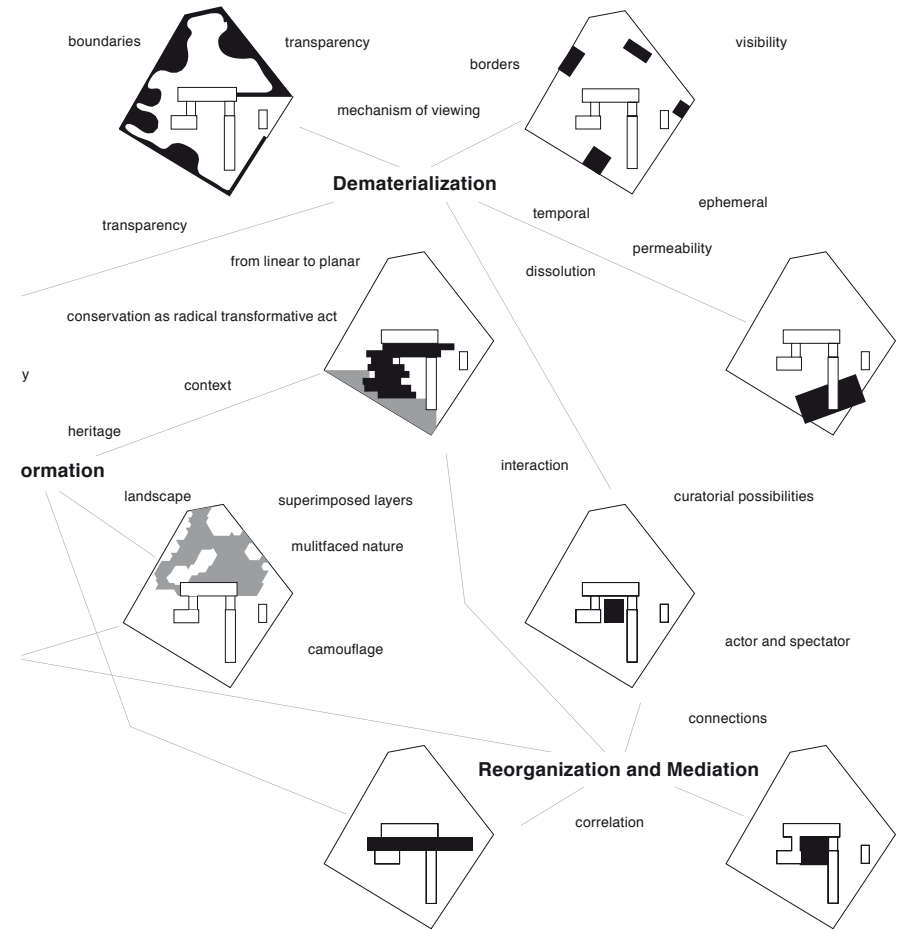 boundaries
transparency
visibility
borders
mechanism of viewing
Dematerialization
ephemeral
temporal
transparency
permeability
from linear to planar
dissolution
conservation as radical transformative act
y
context
heritage
interaction
ormation
landscape
superimposed layers
curatorial possibilities
mulitfaced nature
actor and spectator
camouflage
connections
Reorganization and Mediation
correlation